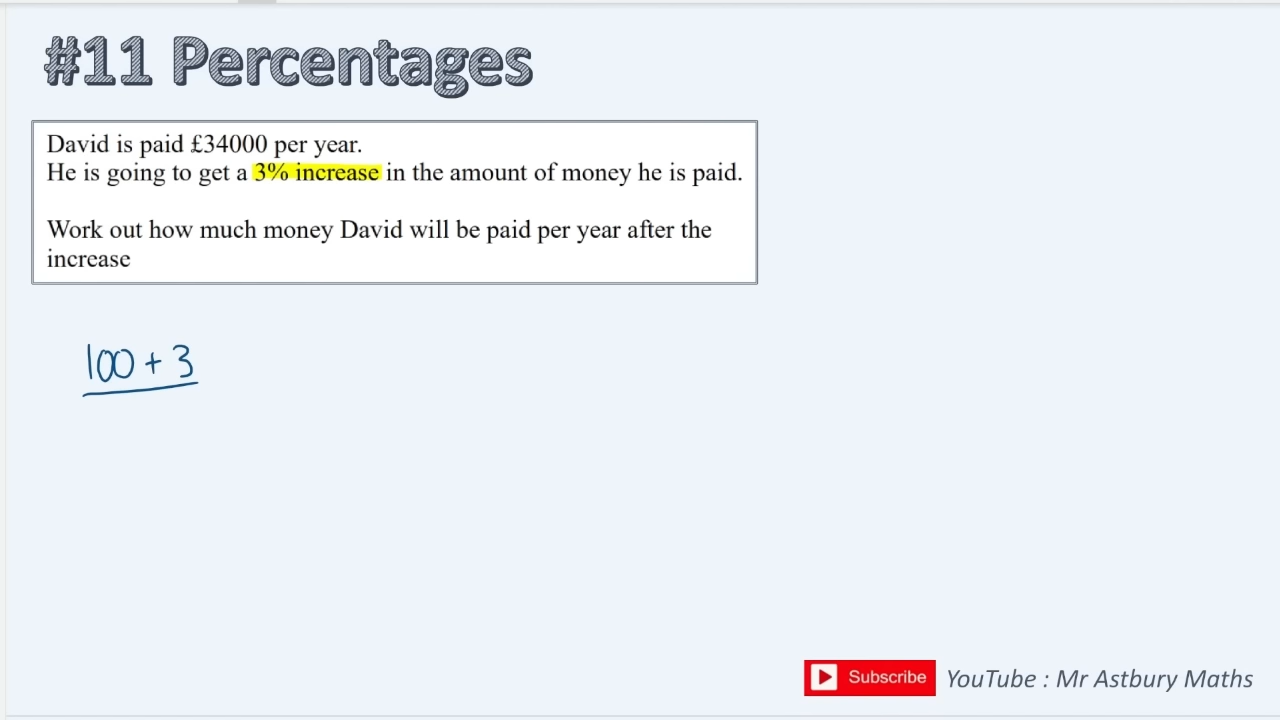 #11 Percentages
David is paid £34000 per year.
He is going to get a 3% increase in the amount of money he is paid.
Work out how much money David will be paid per year after the
increase
100 + 3
Subscribe YouTube : Mr Astbury Maths